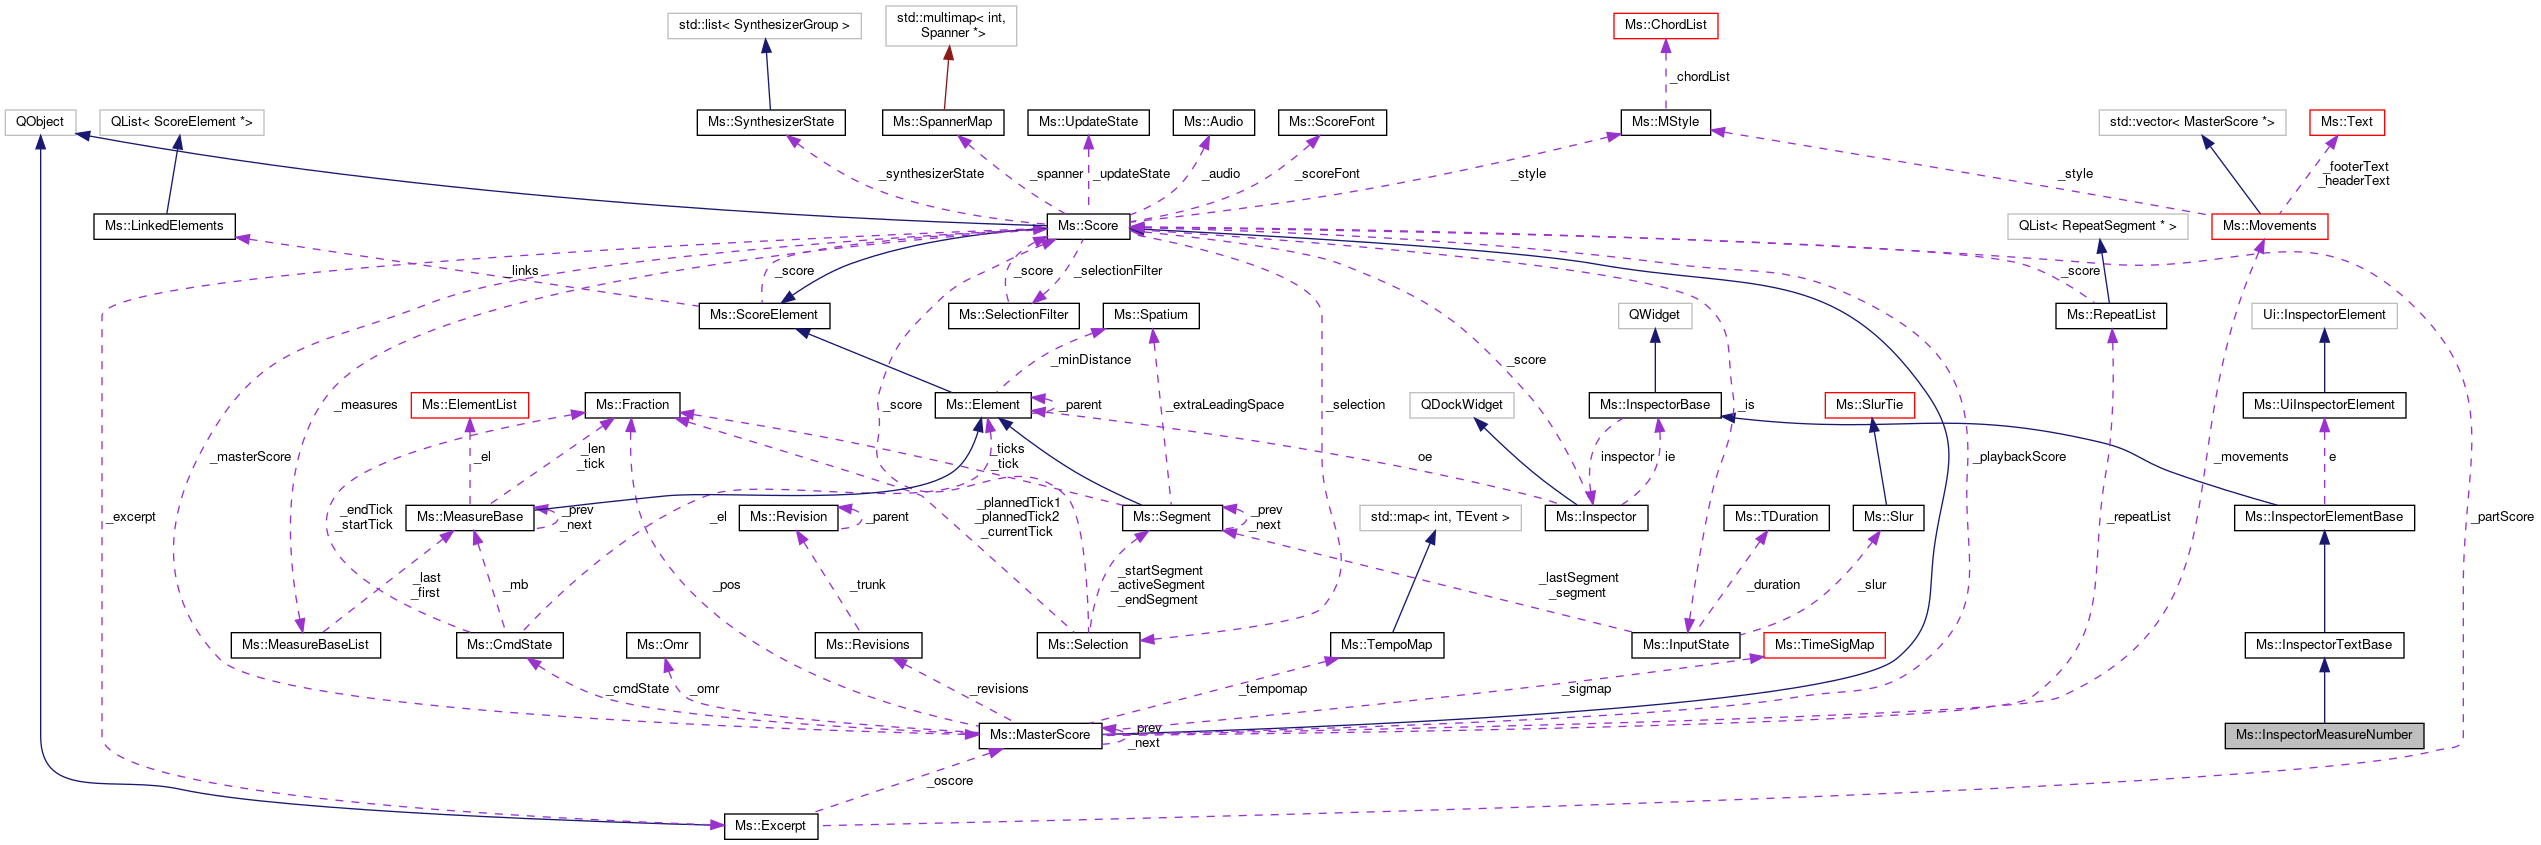 std::list< SynthesizerGroup >
std::multimap< int,
Spanner *>
Ms::ChordList
_chordList
QObject
QList< ScoreElement *>
Ms::SynthesizerState
Ms::SpannerMap
Ms::UpdateState
Ms::Audio
Ms::ScoreFont
Ms::MStyle
std::vector< MasterScore *>
Ms::Text
_synthesizerState
_spanner
_updateState
_audio
_scoreFont
_style
_style
_footerText
_headerText
Ms::LinkedElements
Ms::Score
QList< RepeatSegment * >
Ms::Movements
_links
_score
_score
_selectionFilter
_score
Ms::ScoreElement
Ms::SelectionFilter
Ms::Spatium
QWidget
Ms::RepeatList
Ui::InspectorElement
_minDistance
_score
_measures
Ms::ElementList
Ms::Fraction
_score
Ms::Element
_parent
_extraLeadingSpace
_selection
QDockWidget
Ms::InspectorBase
_is
Ms::SlurTie
Ms::UiInspectorElement
_masterScore
_el
_len
_tick
_ticks
_tick
oe
inspector
ie
_playbackScore
_movements
e
_excerpt
_endTick
_startTick
Ms::MeasureBase
_prev
_next
_el
Ms::Revision
_parent
_plannedTick1
_plannedTick2
_currentTick
Ms::Segment
_prev
_next
std::map< int, TEvent >
Ms::Inspector
Ms::TDuration
Ms::Slur
_repeatList
Ms::InspectorElementBase
_partScore
_last
_first
_mb
_pos
_trunk
_startSegment
_activeSegment
_endSegment
_lastSegment
_segment
_duration
_slur
Ms::MeasureBaseList
Ms::CmdState
Ms::Omr
Ms::Revisions
Ms::Selection
Ms::TempoMap
Ms::InputState
Ms::TimeSigMap
Ms::InspectorTextBase
_cmdState
_omr
_revisions
_tempomap
_sigmap
Ms::MasterScore
_prev
_next
Ms::InspectorMeasureNumber
_oscore
Ms::Excerpt